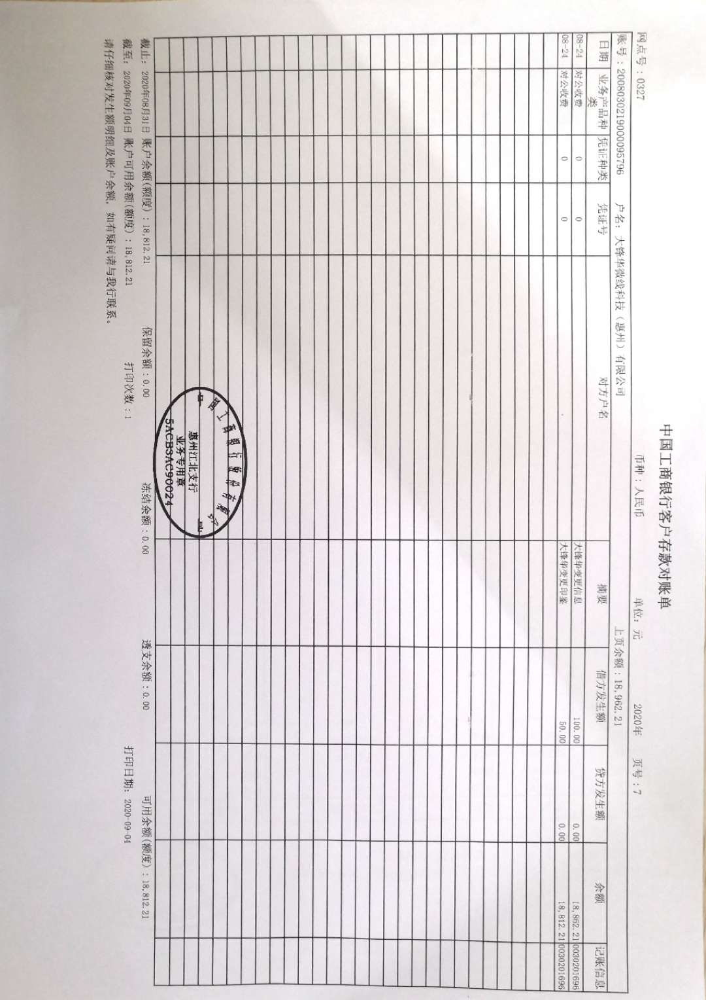 中国工商银行客户存款对账单
网点号：0327 币种：人民币 单位：元 2020年 页号：7
账号：2008030219000095796 户名：大锋华微线科技（惠州）有限公司 上页余额：18,962.21
日期 业务产品种类 凭证种类 凭证号 对方户名 摘要 借方发生额 贷方发生额 余额 记账信息
08-24 对公收费 0 0 大锋华变更信息 100.00 0.00 18,862.21 0030201696
08-24 对公收费 0 0 大锋华变更印鉴 50.00 0.00 18,812.21 0030201696
中国工商银行股份有限公司
惠州江北支行
业务专用章
5ACB3AC90024
截止：2020年08月31日 账户余额(额度)：18,812.21 保留余额：0.00 冻结余额：0.00 透支余额：0.00 可用余额(额度)：18,812.21
截至：2020年09月04日 账户可用余额(额度)：18,812.21 打印次数：1 打印日期：2020-09-04
请仔细核对发生额明细及账户余额，如有疑问请与我行联系。